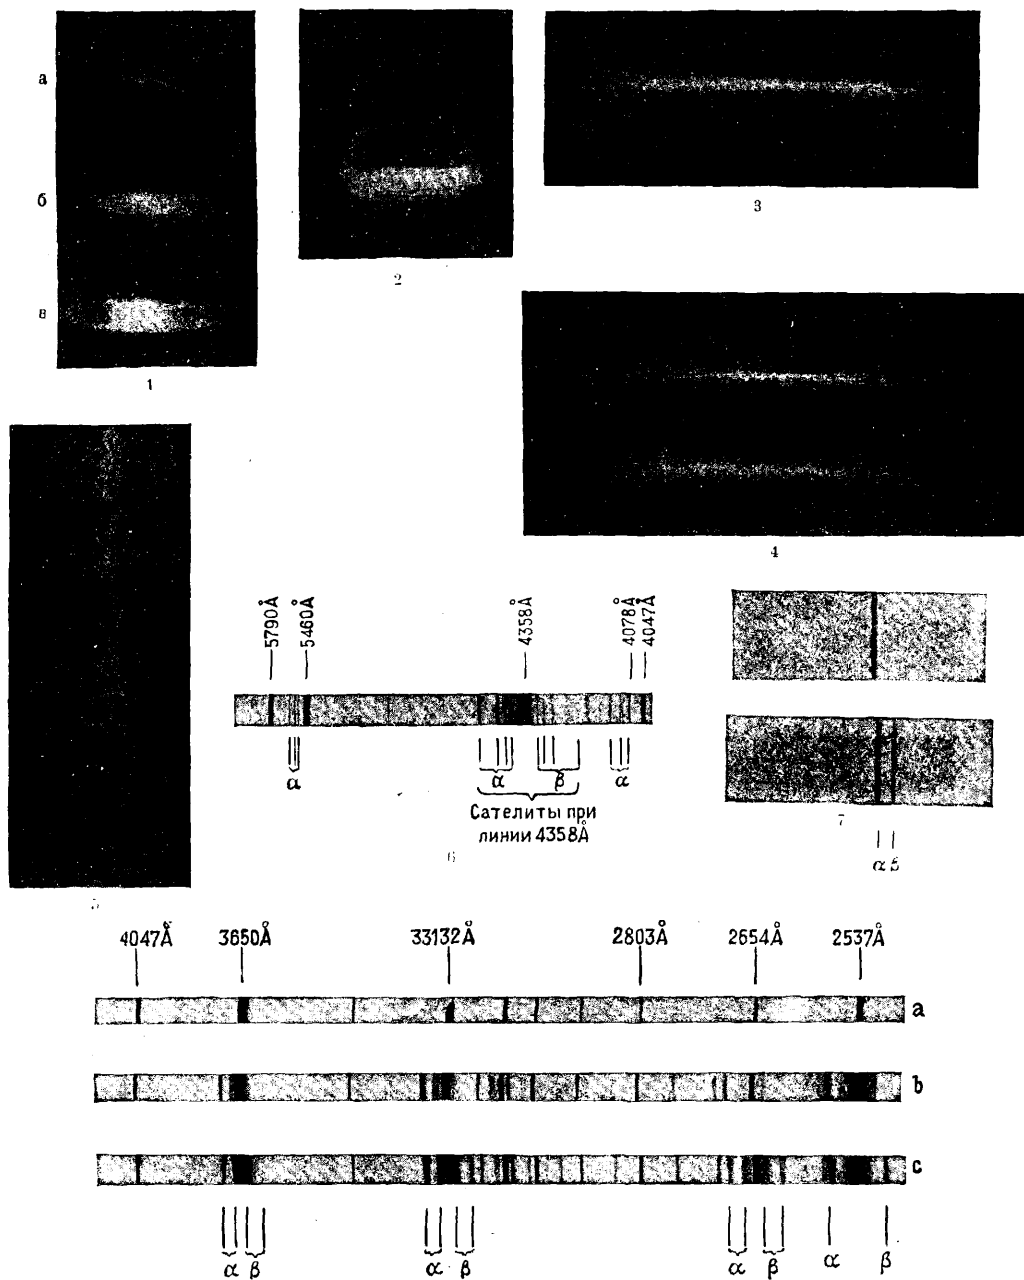 а
б
в
1
2
3
4
5
5790Å
5460Å
4358Å
4078Å
4047Å
α
α
β
α
Сателиты при
линии 4358Å
6
7
α β
4047Å 3650Å 33132Å 2803Å 2654Å 2537Å
a
b
c
α β α β α β α β